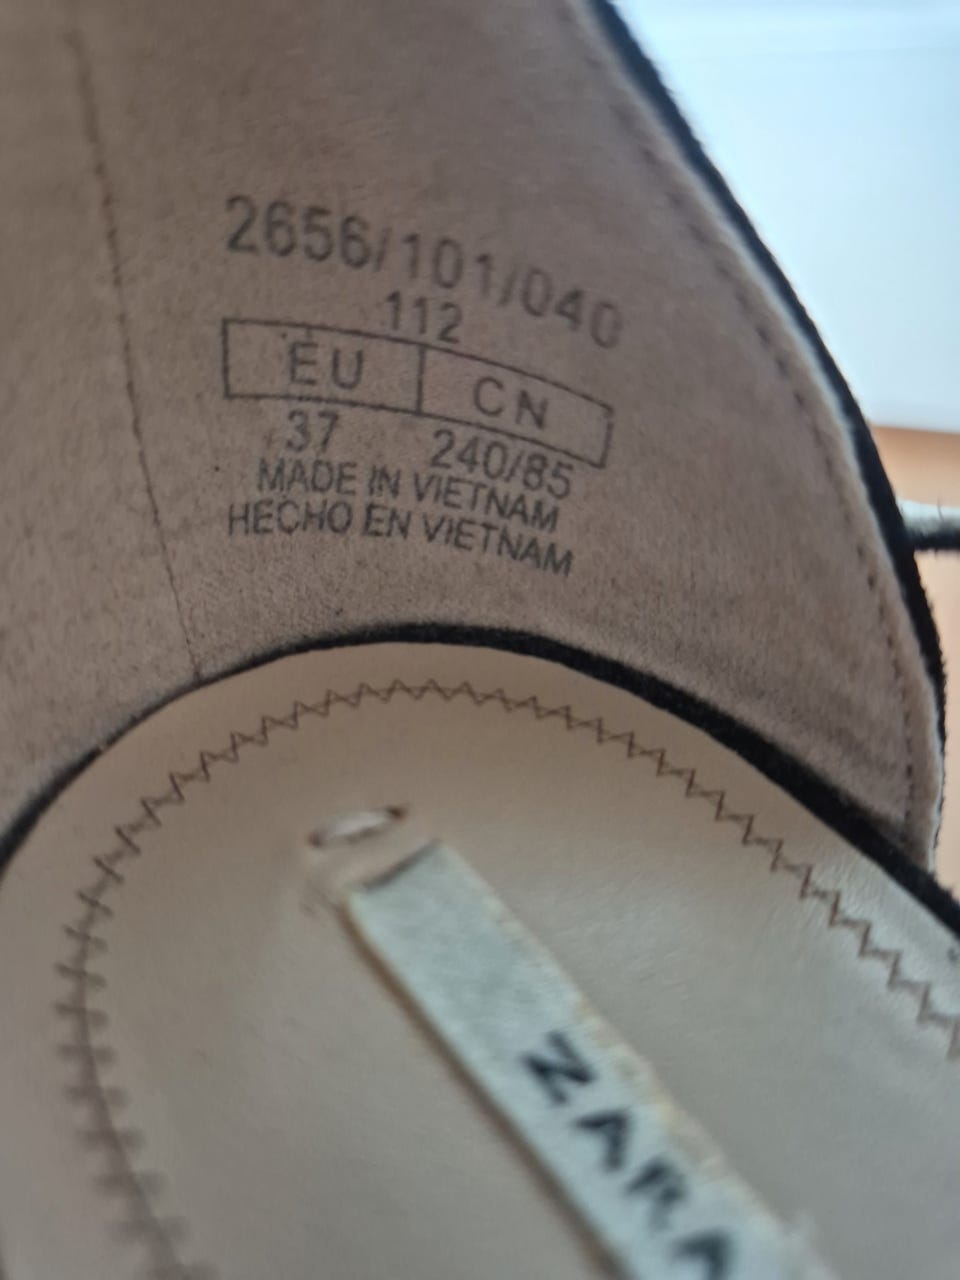 2656/101/040
112
EU CN
37 240/85
MADE IN VIETNAM
HECHO EN VIETNAM
ZARA